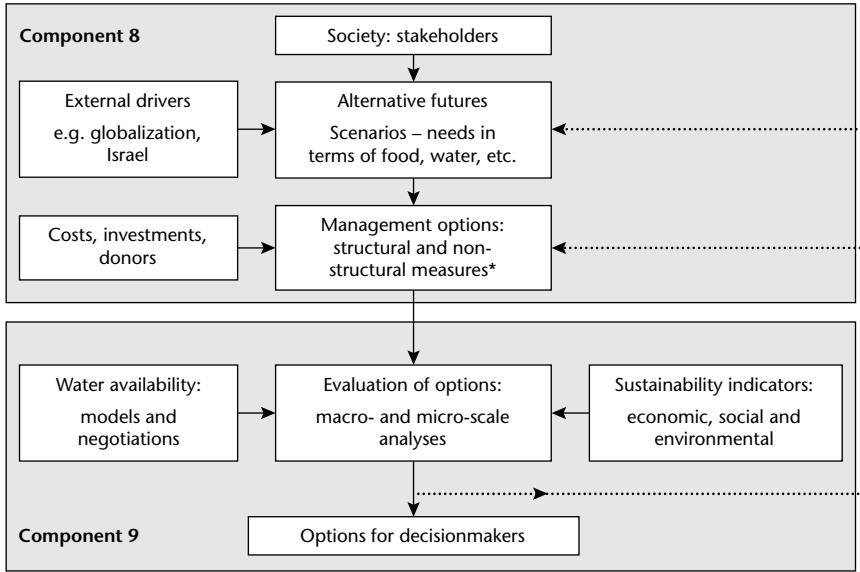 Component 8
Society: stakeholders
External drivers
e.g. globalization,
Israel
Alternative futures
Scenarios – needs in
terms of food, water, etc.
Costs, investments,
donors
Management options:
structural and non-
structural measures*
Water availability:
models and
negotiations
Evaluation of options:
macro- and micro-scale
analyses
Sustainability indicators:
economic, social and
environmental
Component 9
Options for decisionmakers